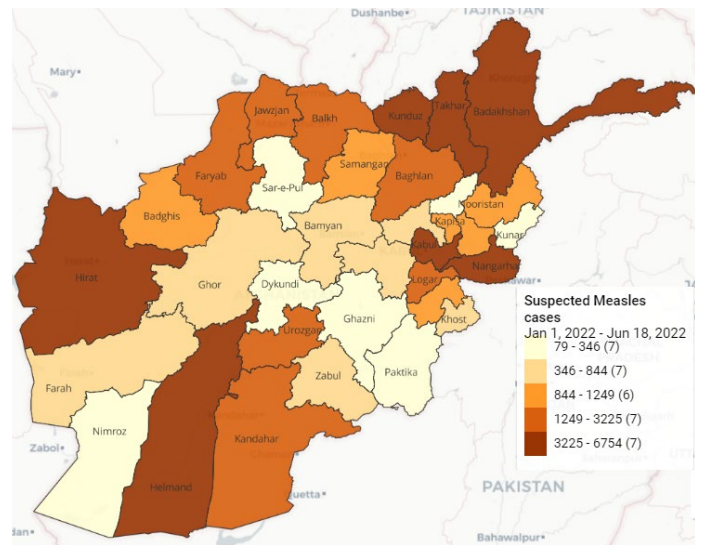 Dushanbe•
TAJIKISTAN
Mary•
Jawzjan
Balkh
Kunduz
Takhar
Badakhshan
Faryab
Sar-e-Pul
Samangan
Baghlan
Badghis
Nooristan
Kapisa
Kunar
Bamyan
Kabul
Nangarhar
Hirat
Ghor
Logar
Dykundi
Ghazni
Khost
Urozgan
Paktika
Zabul
Farah
Nimroz
Kandahar
Helmand
Zabol•
Suspected Measles
cases
Jan 1, 2022 - Jun 18, 2022
79 - 346 (7)
346 - 844 (7)
844 - 1249 (6)
1249 - 3225 (7)
3225 - 6754 (7)
PAKISTAN
Bahawalpur•